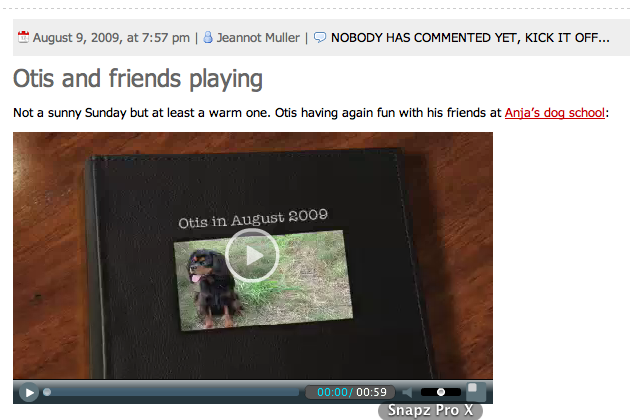 August 9, 2009, at 7:57 pm | Jeannot Muller | NOBODY HAS COMMENTED YET, KICK IT OFF...
Otis and friends playing
Not a sunny Sunday but at least a warm one. Otis having again fun with his friends at Anja's dog school:
Otis in August 2009
00:00/ 00:59
Snapz Pro X